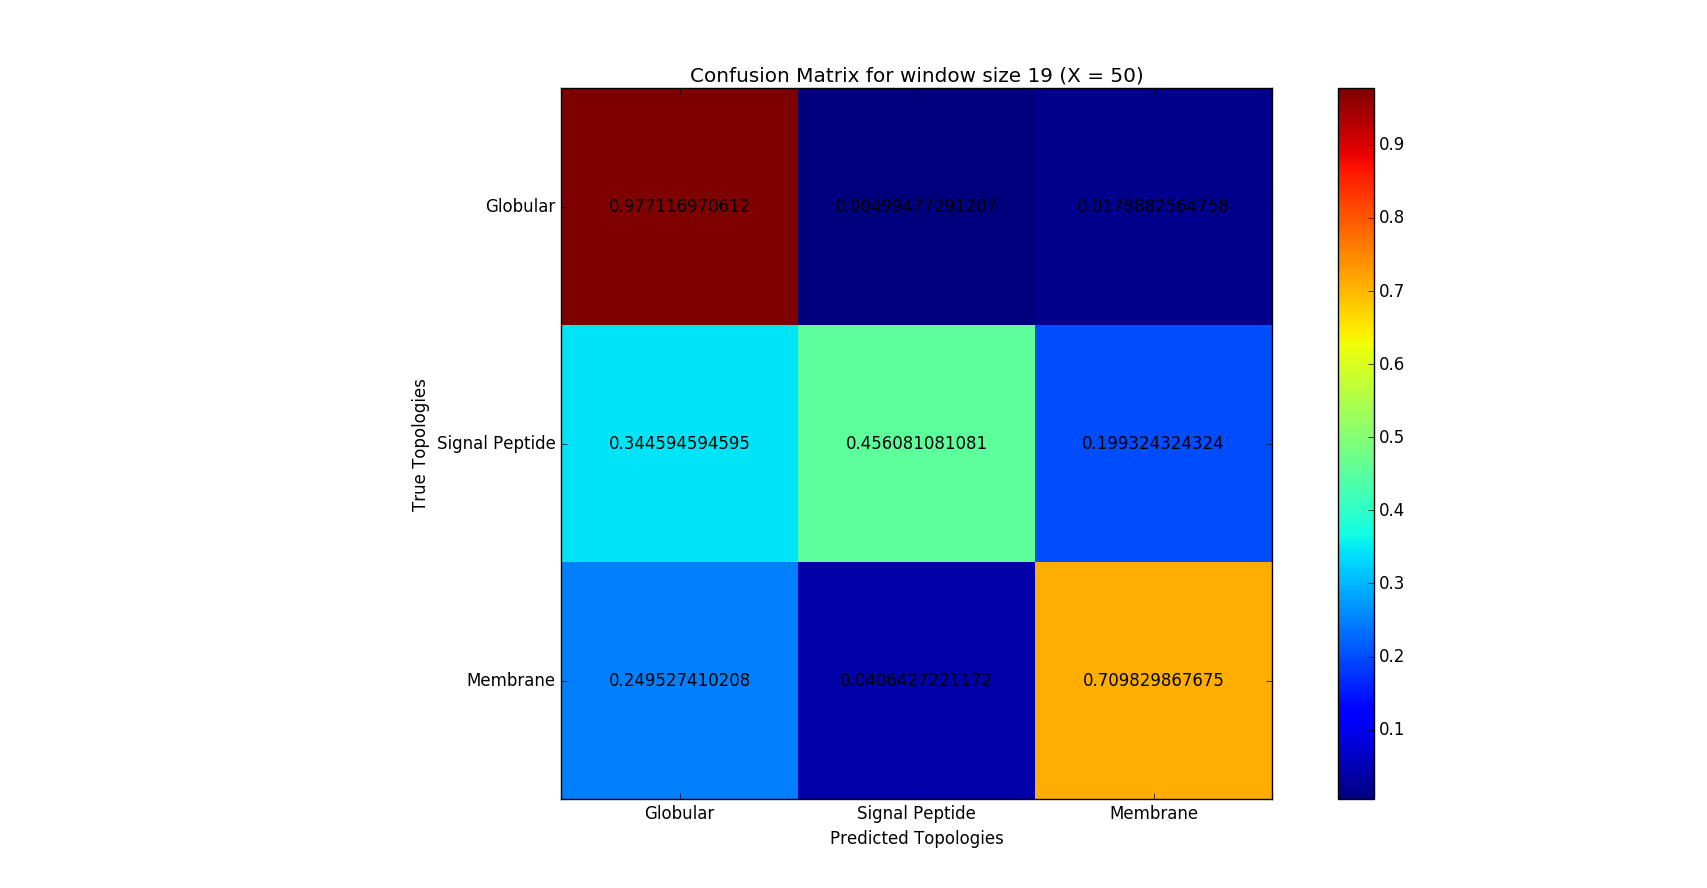 Confusion Matrix for window size 19 (X = 50)
Globular 0.977116970612 0.00499477291207 0.0178882564758
Signal Peptide 0.344594594595 0.456081081081 0.199324324324
Membrane 0.249527410208 0.0406427221172 0.709829867675
True Topologies
Globular Signal Peptide Membrane
Predicted Topologies
0.9
0.8
0.7
0.6
0.5
0.4
0.3
0.2
0.1